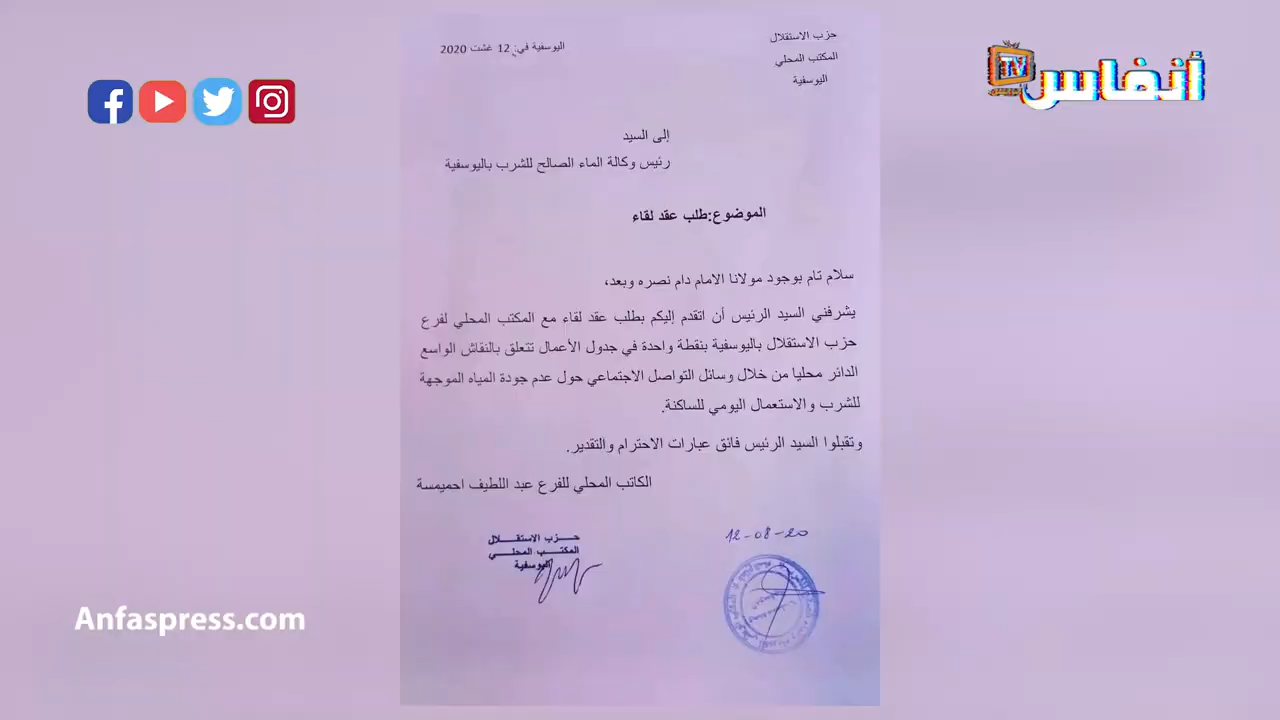 حزب الاستقلال
المكتب المحلي
اليوسفية
اليوسفية في: 12 غشت 2020
أنفاس
TV
إلى السيد
رئيس وكالة الماء الصالح للشرب باليوسفية
الموضوع:طلب عقد لقاء
سلام تام بوجود مولانا الامام دام نصره وبعد،
يشرفني السيد الرئيس أن اتقدم إليكم بطلب عقد لقاء مع المكتب المحلي لفرع
حزب الاستقلال باليوسفية بنقطة واحدة في جدول الأعمال تتعلق بالنقاش الواسع
الدائر محليا من خلال وسائل التواصل الاجتماعي حول عدم جودة المياه الموجهة
للشرب والاستعمال اليومي للساكنة.
وتقبلوا السيد الرئيس فائق عبارات الاحترام والتقدير.
الكاتب المحلي للفرع عبد اللطيف احميمسة
حزب الاستقلال
المكتب المحلي
اليوسفية
12-08-20
Anfaspress.com